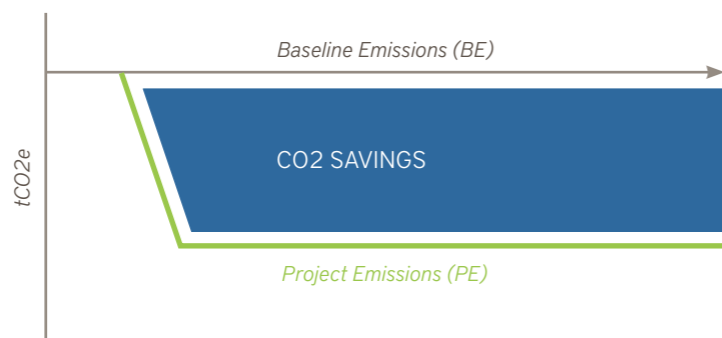 Baseline Emissions (BE)
tCO2e
CO2 SAVINGS
Project Emissions (PE)